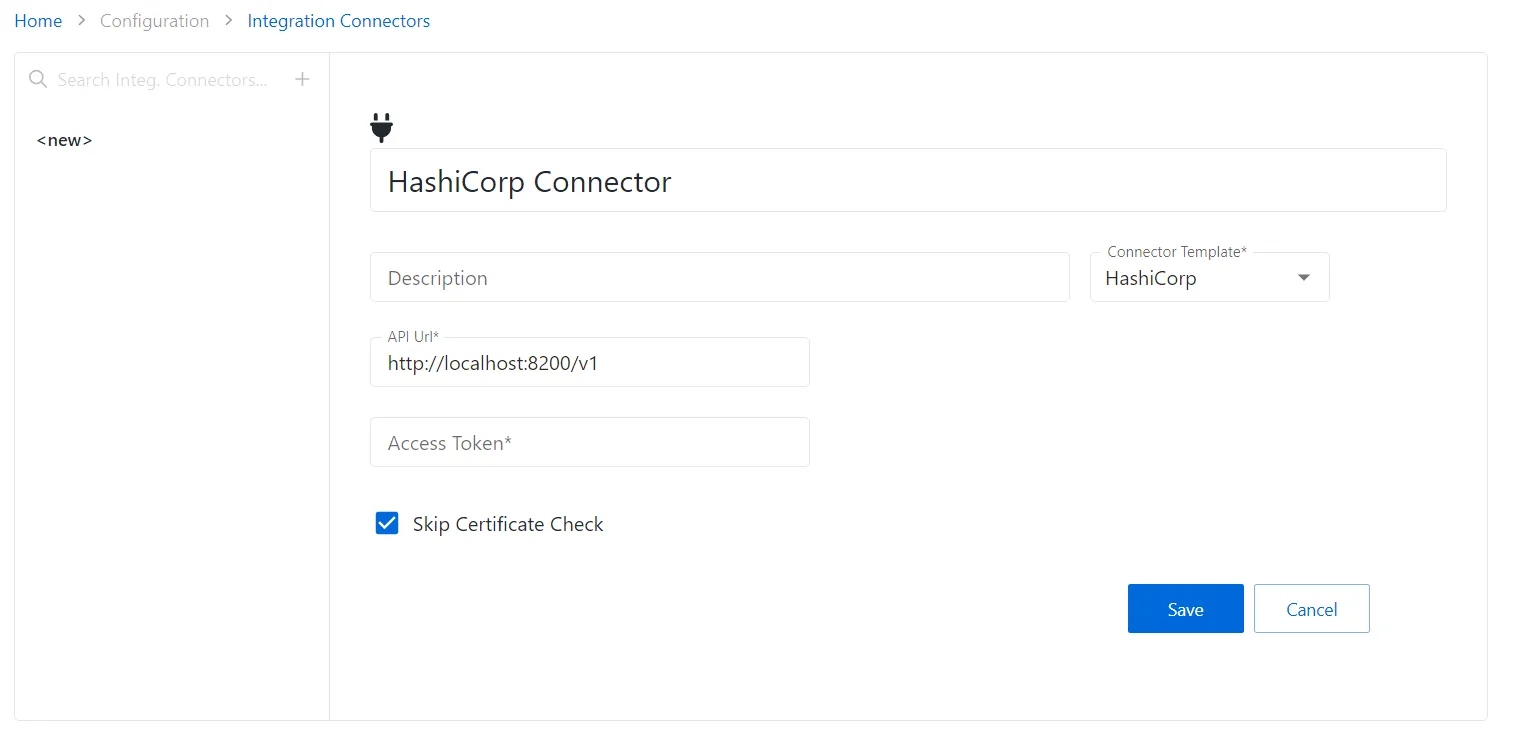 Home > Configuration > Integration Connectors
Search Integ. Connectors... +
<new>
HashiCorp Connector
Description
Connector Template*
HashiCorp
API Url*
http://localhost:8200/v1
Access Token*
Skip Certificate Check
Save Cancel